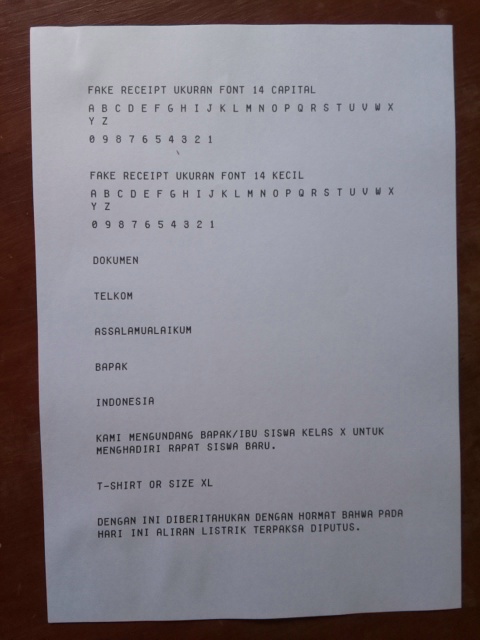 FAKE RECEIPT UKURAN FONT 14 CAPITAL
A B C D E F G H I J K L M N O P Q R S T U V W X
Y Z
0 9 8 7 6 5 4 3 2 1
FAKE RECEIPT UKURAN FONT 14 KECIL
A B C D E F G H I J K L M N O P Q R S T U V W X
Y Z
0 9 8 7 6 5 4 3 2 1
DOKUMEN
TELKOM
ASSALAMUALAIKUM
BAPAK
INDONESIA
KAMI MENGUNDANG BAPAK/IBU SISWA KELAS X UNTUK
MENGHADIRI RAPAT SISWA BARU.
T-SHIRT OR SIZE XL
DENGAN INI DIBERITAHUKAN DENGAN HORMAT BAHWA PADA
HARI INI ALIRAN LISTRIK TERPAKSA DIPUTUS.